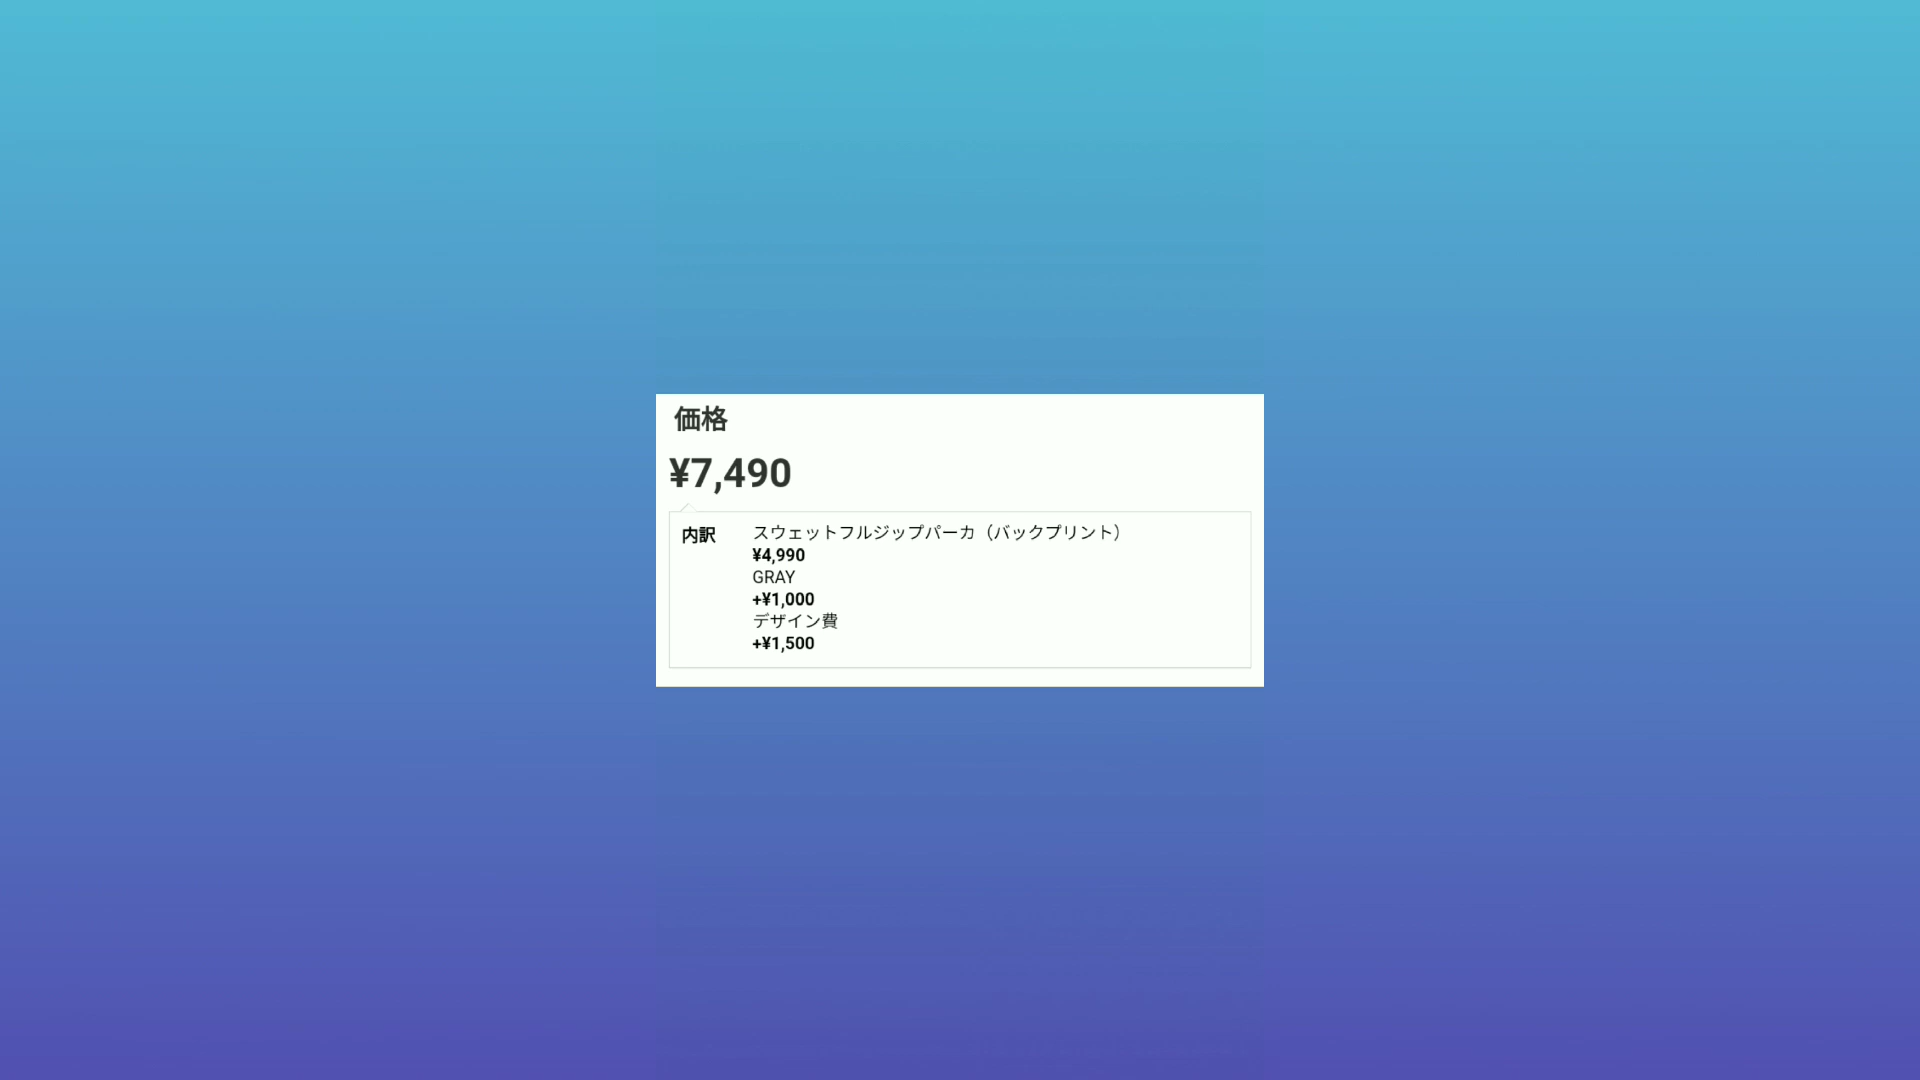 価格
¥7,490
内訳
スウェットフルジップパーカ（バックプリント）
¥4,990
GRAY
+¥1,000
デザイン費
+¥1,500